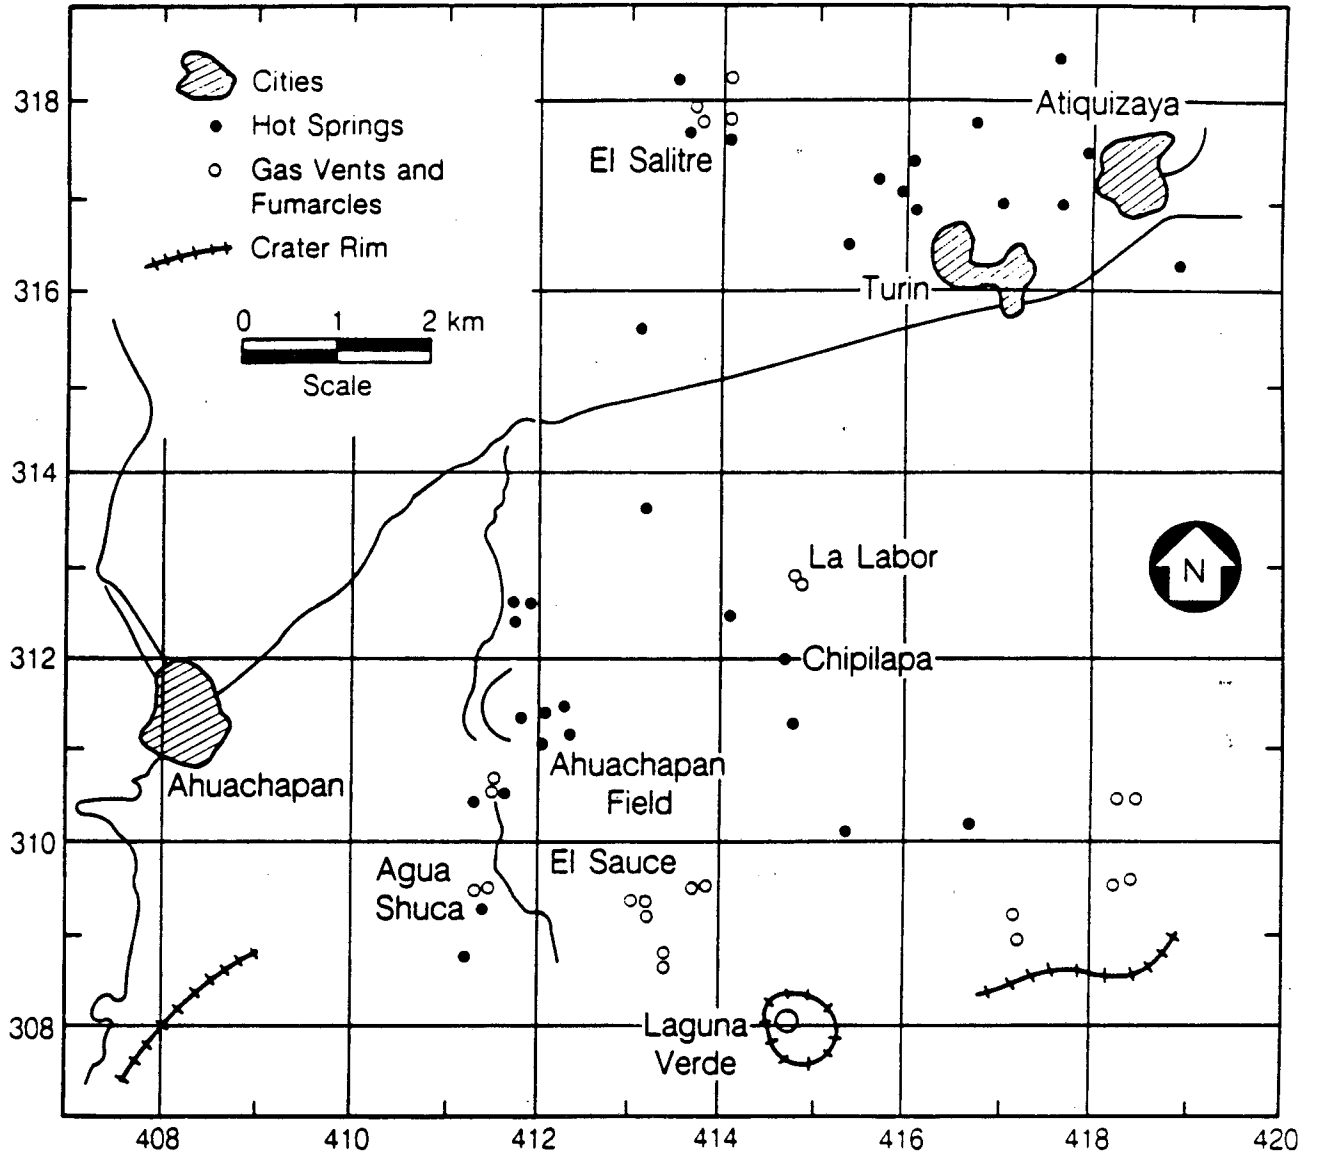 318
316
314
312
310
308
Cities
Hot Springs
Gas Vents and
Fumarcles
Crater Rim
0 1 2 km
Scale
Atiquizaya
El Salitre
Turin
La Labor
N
Chipilapa
Ahuachapan
Ahuachapan
Field
El Sauce
Agua
Shuca
Laguna
Verde
408 410 412 414 416 418 420